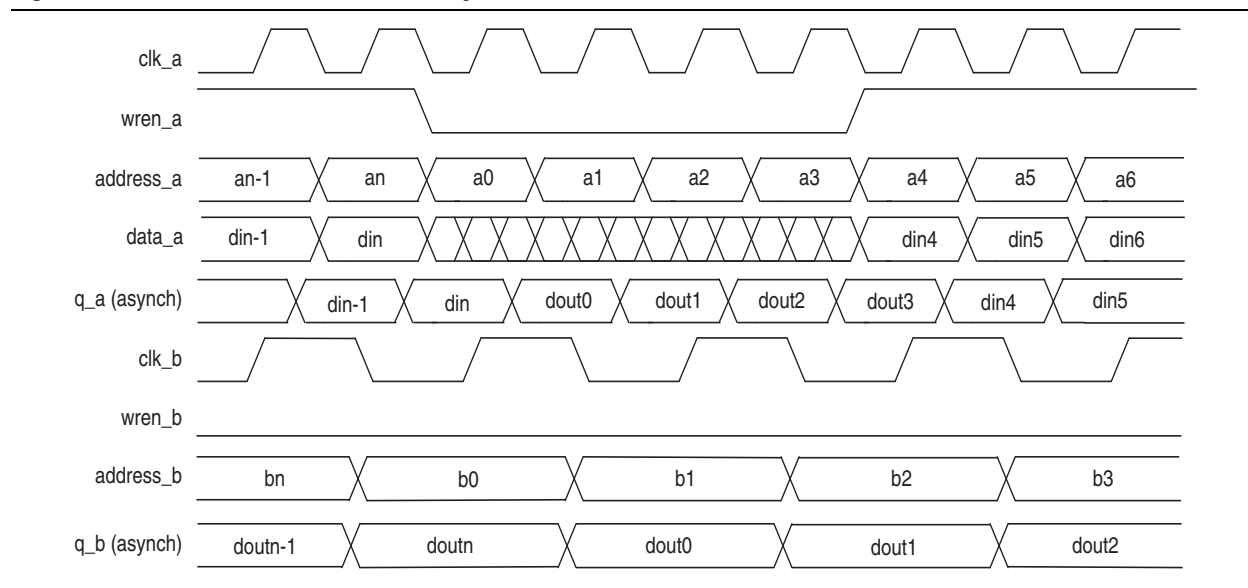 clk_a
wren_a
address_a an-1 an a0 a1 a2 a3 a4 a5 a6
data_a din-1 din din4 din5 din6
q_a (asynch) din-1 din dout0 dout1 dout2 dout3 din4 din5
clk_b
wren_b
address_b bn b0 b1 b2 b3
q_b (asynch) doutn-1 doutn dout0 dout1 dout2